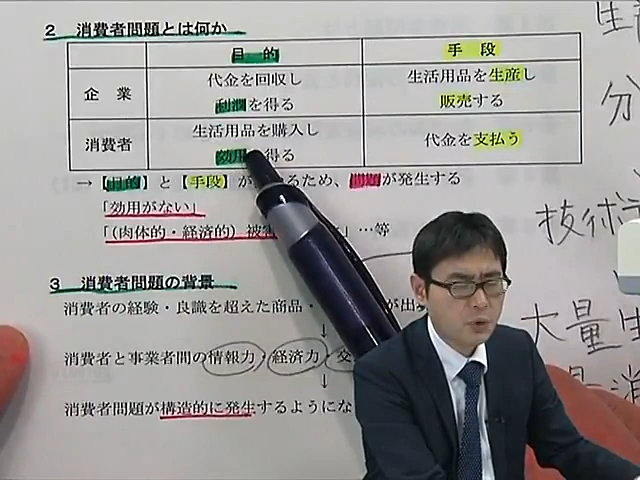 2 消費者問題とは何か
目的 手段
企業 代金を回収し 生活用品を生産し
利潤を得る 販売する
消費者 生活用品を購入し 代金を支払う
効用 得る
→【目的】と【手段】が るため、問題が発生する
「効用がない」
「(肉体的・経済的)被害 」…等
3 消費者問題の背景
消費者の経験・良識を超えた商品・ が出
↓
消費者と事業者間の情報力・経済力・交
↓
消費者問題が構造的に発生するようにな
生
分
技術
大量生
消